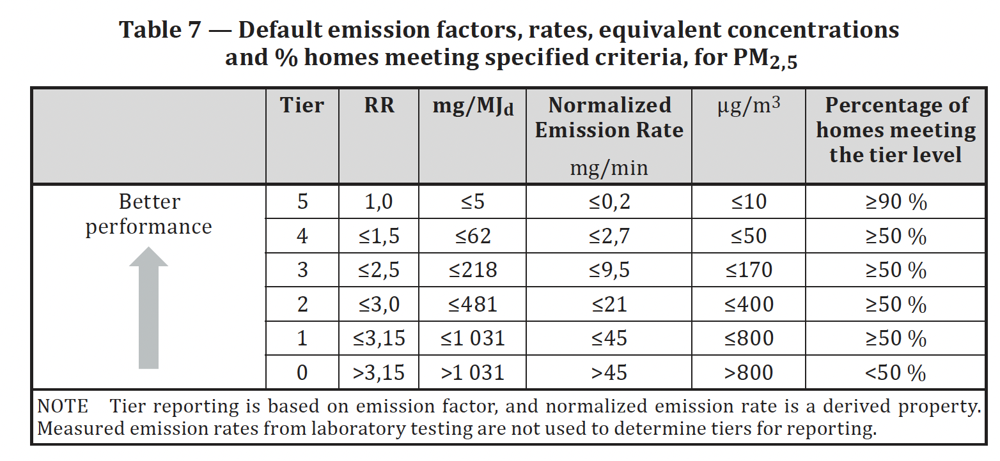 Table 7 — Default emission factors, rates, equivalent concentrations
and % homes meeting specified criteria, for PM2,5
Tier RR mg/MJd Normalized Emission Rate mg/min μg/m³ Percentage of homes meeting the tier level
Better performance
5 1,0 ≤5 ≤0,2 ≤10 ≥90 %
4 ≤1,5 ≤62 ≤2,7 ≤50 ≥50 %
3 ≤2,5 ≤218 ≤9,5 ≤170 ≥50 %
2 ≤3,0 ≤481 ≤21 ≤400 ≥50 %
1 ≤3,15 ≤1 031 ≤45 ≤800 ≥50 %
0 >3,15 >1 031 >45 >800 <50 %
NOTE Tier reporting is based on emission factor, and normalized emission rate is a derived property.
Measured emission rates from laboratory testing are not used to determine tiers for reporting.